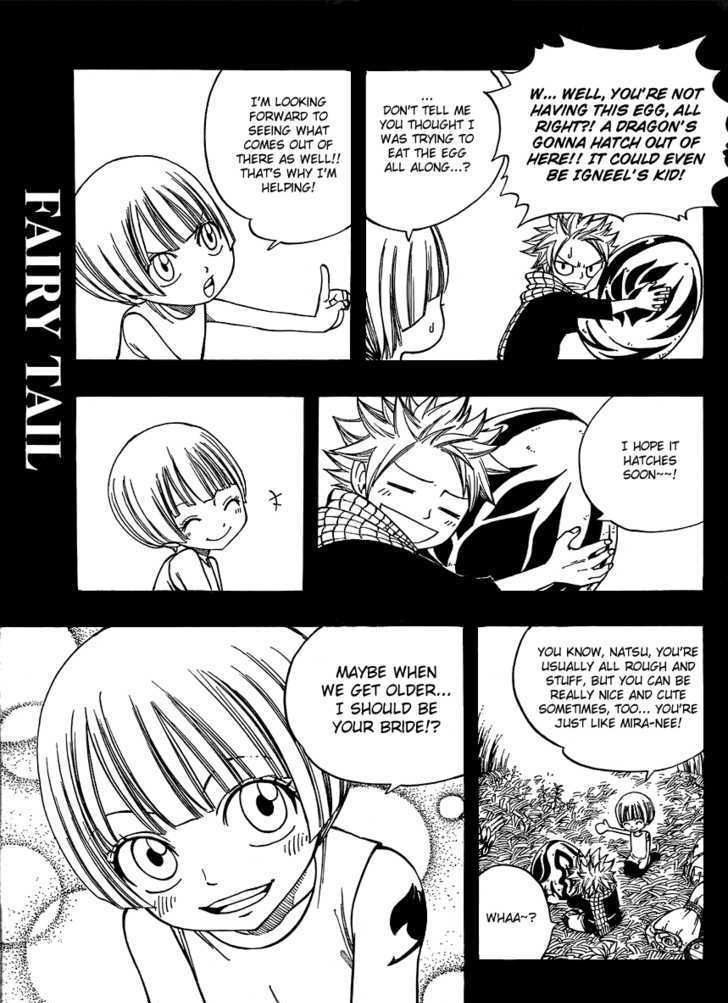 W... WELL, YOU'RE NOT
HAVING THIS EGG, ALL
RIGHT?! A DRAGON'S
GONNA HATCH OUT OF
HERE!! IT COULD EVEN
BE IGNEEL'S KID!
...
DON'T TELL ME
YOU THOUGHT I
WAS TRYING TO
EAT THE EGG
ALL ALONG...?
I'M LOOKING
FORWARD TO
SEEING WHAT
COMES OUT OF
THERE AS WELL!!
THAT'S WHY I'M
HELPING!
FAIRY TAIL
I HOPE IT
HATCHES
SOON~~!
YOU KNOW, NATSU, YOU'RE
USUALLY ALL ROUGH AND
STUFF, BUT YOU CAN BE
REALLY NICE AND CUTE
SOMETIMES, TOO... YOU'RE
JUST LIKE MIRA-NEE!
WHAA~?
MAYBE WHEN
WE GET OLDER...
I SHOULD BE
YOUR BRIDE!?